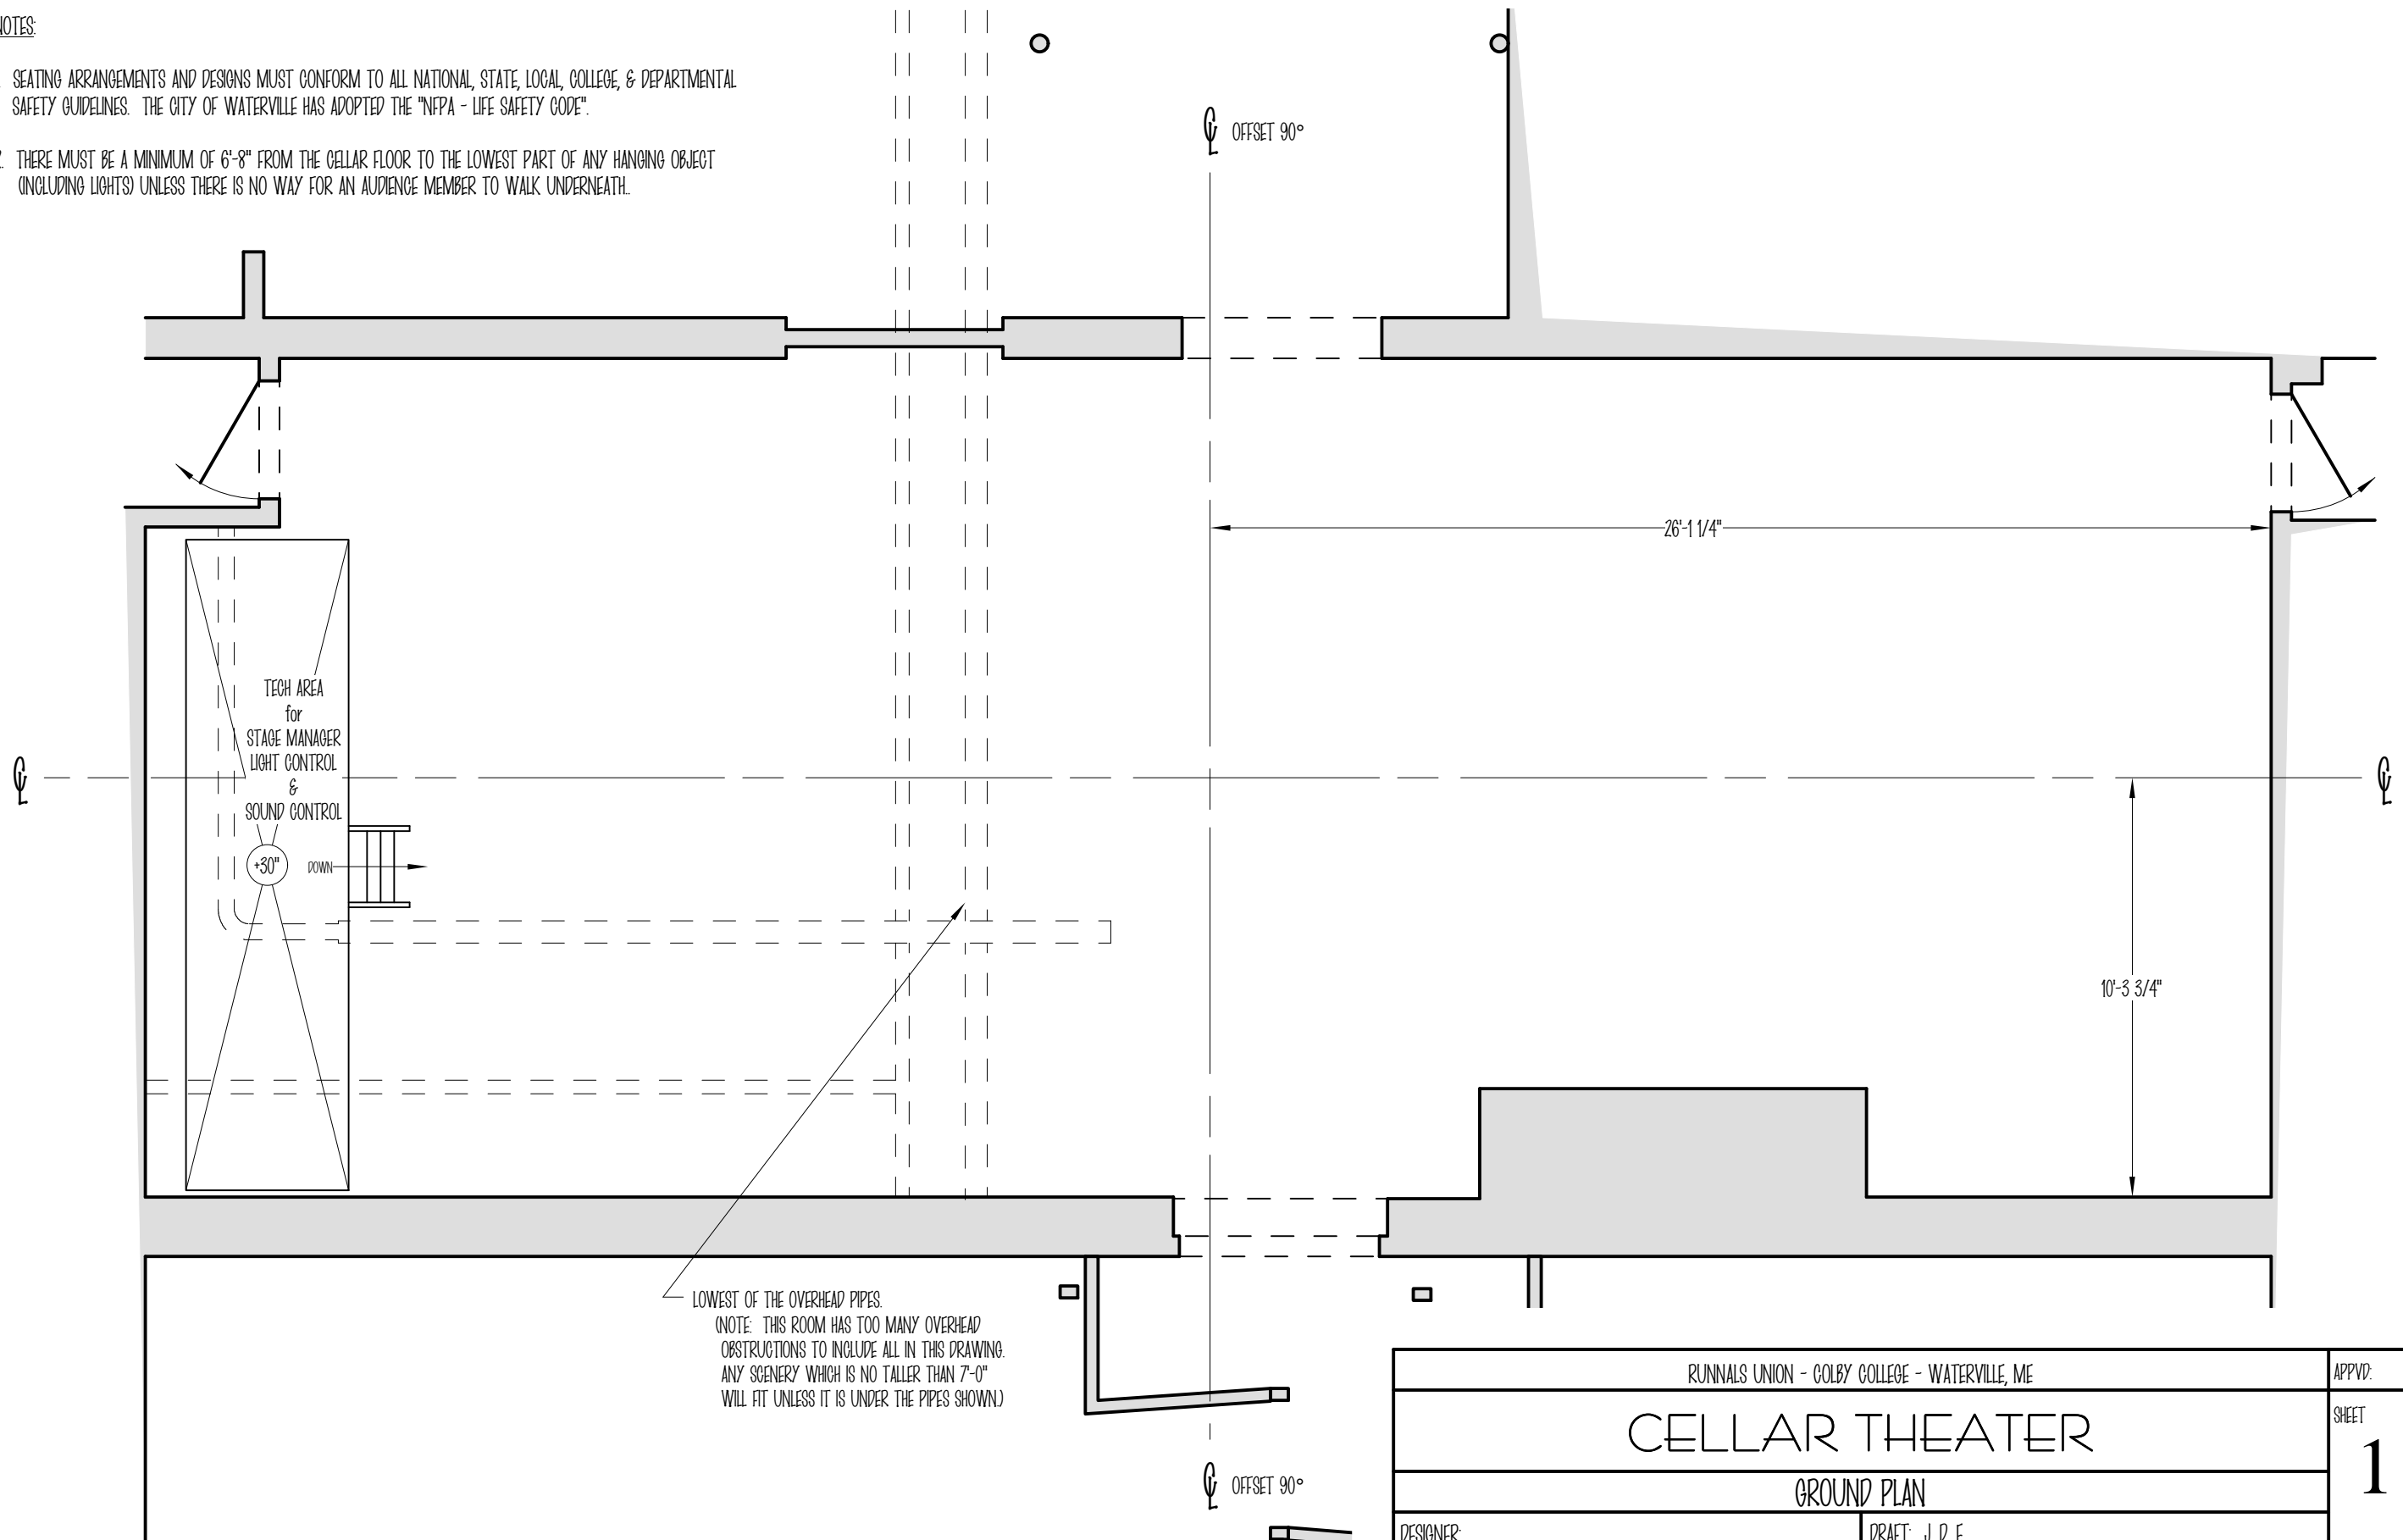 NOTES:
SEATING ARRANGEMENTS AND DESIGNS MUST CONFORM TO ALL NATIONAL, STATE, LOCAL, COLLEGE, & DEPARTMENTAL
SAFETY GUIDELINES. THE CITY OF WATERVILLE HAS ADOPTED THE "NFPA - LIFE SAFETY CODE".
2. THERE MUST BE A MINIMUM OF 6'-8" FROM THE CELLAR FLOOR TO THE LOWEST PART OF ANY HANGING OBJECT
(INCLUDING LIGHTS) UNLESS THERE IS NO WAY FOR AN AUDIENCE MEMBER TO WALK UNDERNEATH..
CL OFFSET 90°
26'-1 1/4"
TECH AREA
for
STAGE MANAGER
LIGHT CONTROL
&
SOUND CONTROL
CL
CL
+30"
DOWN
10'-3 3/4"
LOWEST OF THE OVERHEAD PIPES.
(NOTE: THIS ROOM HAS TOO MANY OVERHEAD
OBSTRUCTIONS TO INCLUDE ALL IN THIS DRAWING.
ANY SCENERY WHICH IS NO TALLER THAN 7'-0"
WILL FIT UNLESS IT IS UNDER THE PIPES SHOWN.)
CL OFFSET 90°
RUNNALS UNION - COLBY COLLEGE - WATERVILLE, ME
APPVD:
CELLAR THEATER
SHEET
1
GROUND PLAN
DESIGNER:
DRAFT: J. D. E.